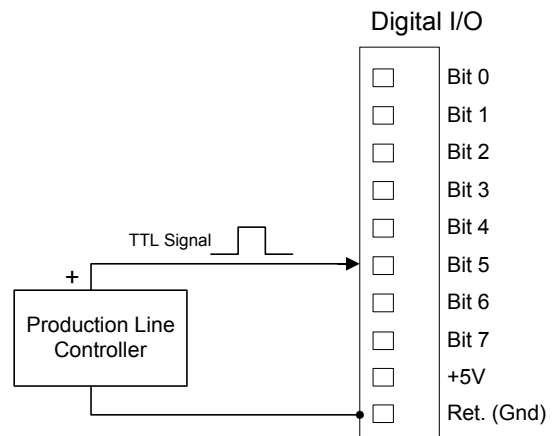 Digital I/O
Bit 0
Bit 1
Bit 2
Bit 3
Bit 4
TTL Signal
Bit 5
+
Bit 6
Production Line
Controller
Bit 7
+5V
Ret. (Gnd)